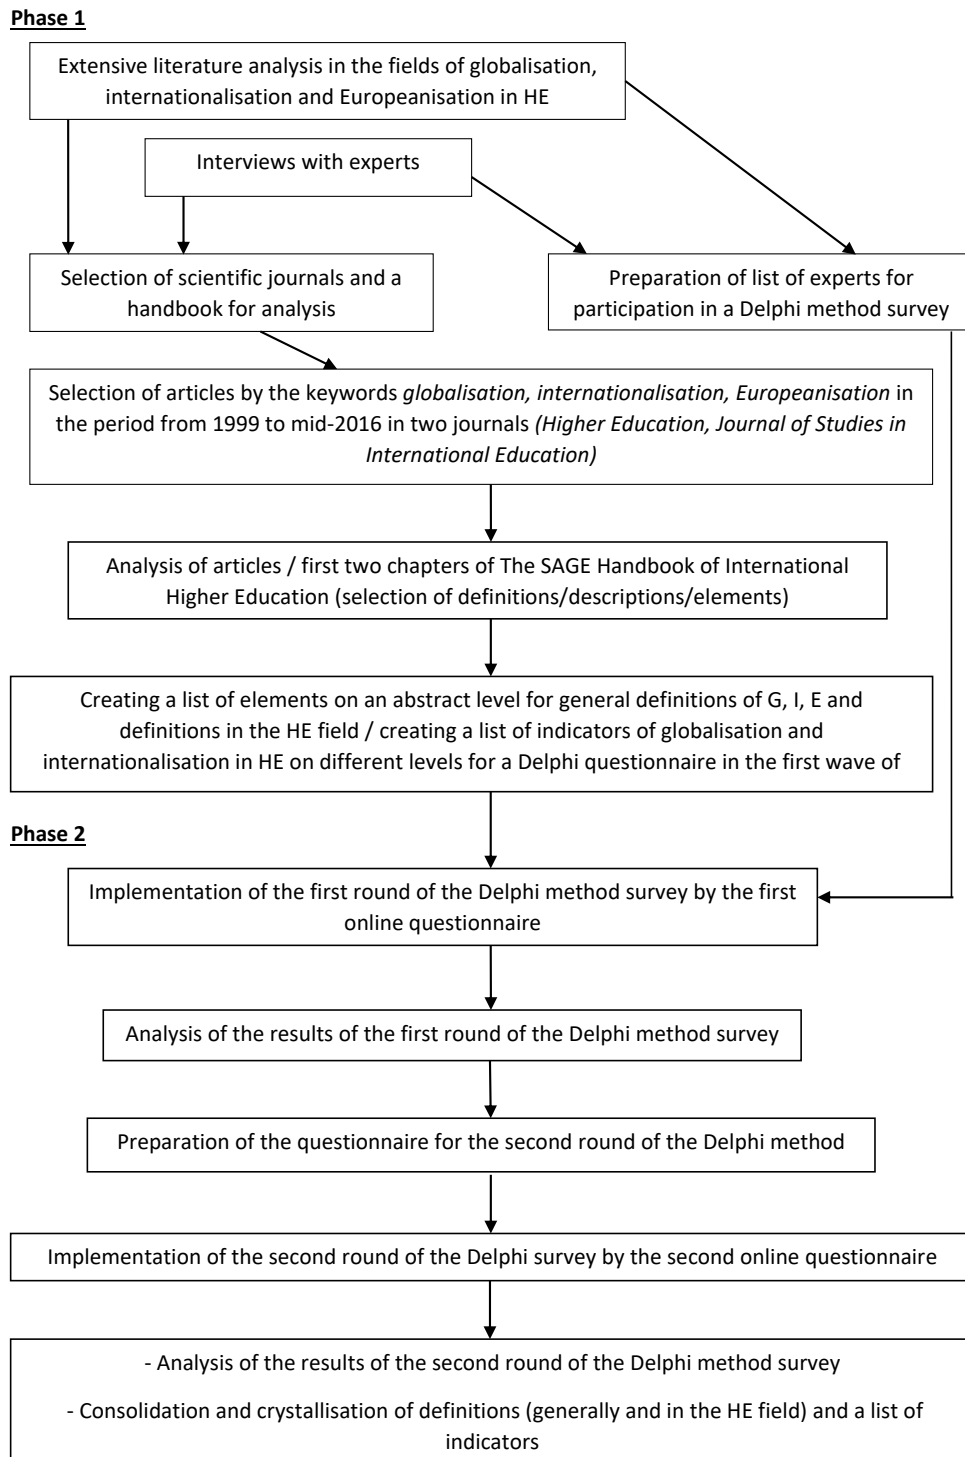 Phase 1
Extensive literature analysis in the fields of globalisation,
internationalisation and Europeanisation in HE
Interviews with experts
Selection of scientific journals and a
handbook for analysis
Preparation of list of experts for
participation in a Delphi method survey
Selection of articles by the keywords globalisation, internationalisation, Europeanisation in
the period from 1999 to mid-2016 in two journals (Higher Education, Journal of Studies in
International Education)
Analysis of articles / first two chapters of The SAGE Handbook of International
Higher Education (selection of definitions/descriptions/elements)
Creating a list of elements on an abstract level for general definitions of G, I, E and
definitions in the HE field / creating a list of indicators of globalisation and
internationalisation in HE on different levels for a Delphi questionnaire in the first wave of
Phase 2
Implementation of the first round of the Delphi method survey by the first
online questionnaire
Analysis of the results of the first round of the Delphi method survey
Preparation of the questionnaire for the second round of the Delphi method
Implementation of the second round of the Delphi survey by the second online questionnaire
- Analysis of the results of the second round of the Delphi method survey
- Consolidation and crystallisation of definitions (generally and in the HE field) and a list of
indicators